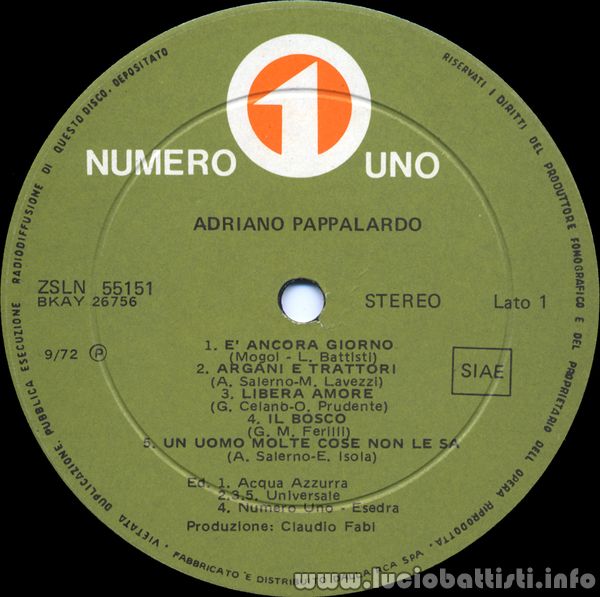 1
NUMERO UNO
ADRIANO PAPPALARDO
ZSLN 55151
BKAY 26756
STEREO
Lato 1
9/72 Ⓟ
SIAE
1. E' ANCORA GIORNO
(Mogol - L. Battisti)
2. ARGANI E TRATTORI
(A. Salerno-M. Lavezzi)
3. LIBERA AMORE
(G. Celanb-O. Prudente)
4. IL BOSCO
(G. M. Ferilli)
5. UN UOMO MOLTE COSE NON LE SA
(A. Salerno-E. Isola)
Ed. 1. Acqua Azzurra
2.3.5. Universale
4. Numero Uno - Esedra
Produzione: Claudio Fabi
RISERVATI I DIRITTI DEL PRODUTTORE FONOGRAFICO E DEL PROPRIETARIO DELL'OPERA RIPRODOTTA. - VIETATA DUPLICAZIONE, PUBBLICA ESECUZIONE RADIODIFFUSIONE DI QUESTO DISCO. DEPOSITATO
FABBRICATO E DISTRIBUITO SpA
www.luciobattisti.info